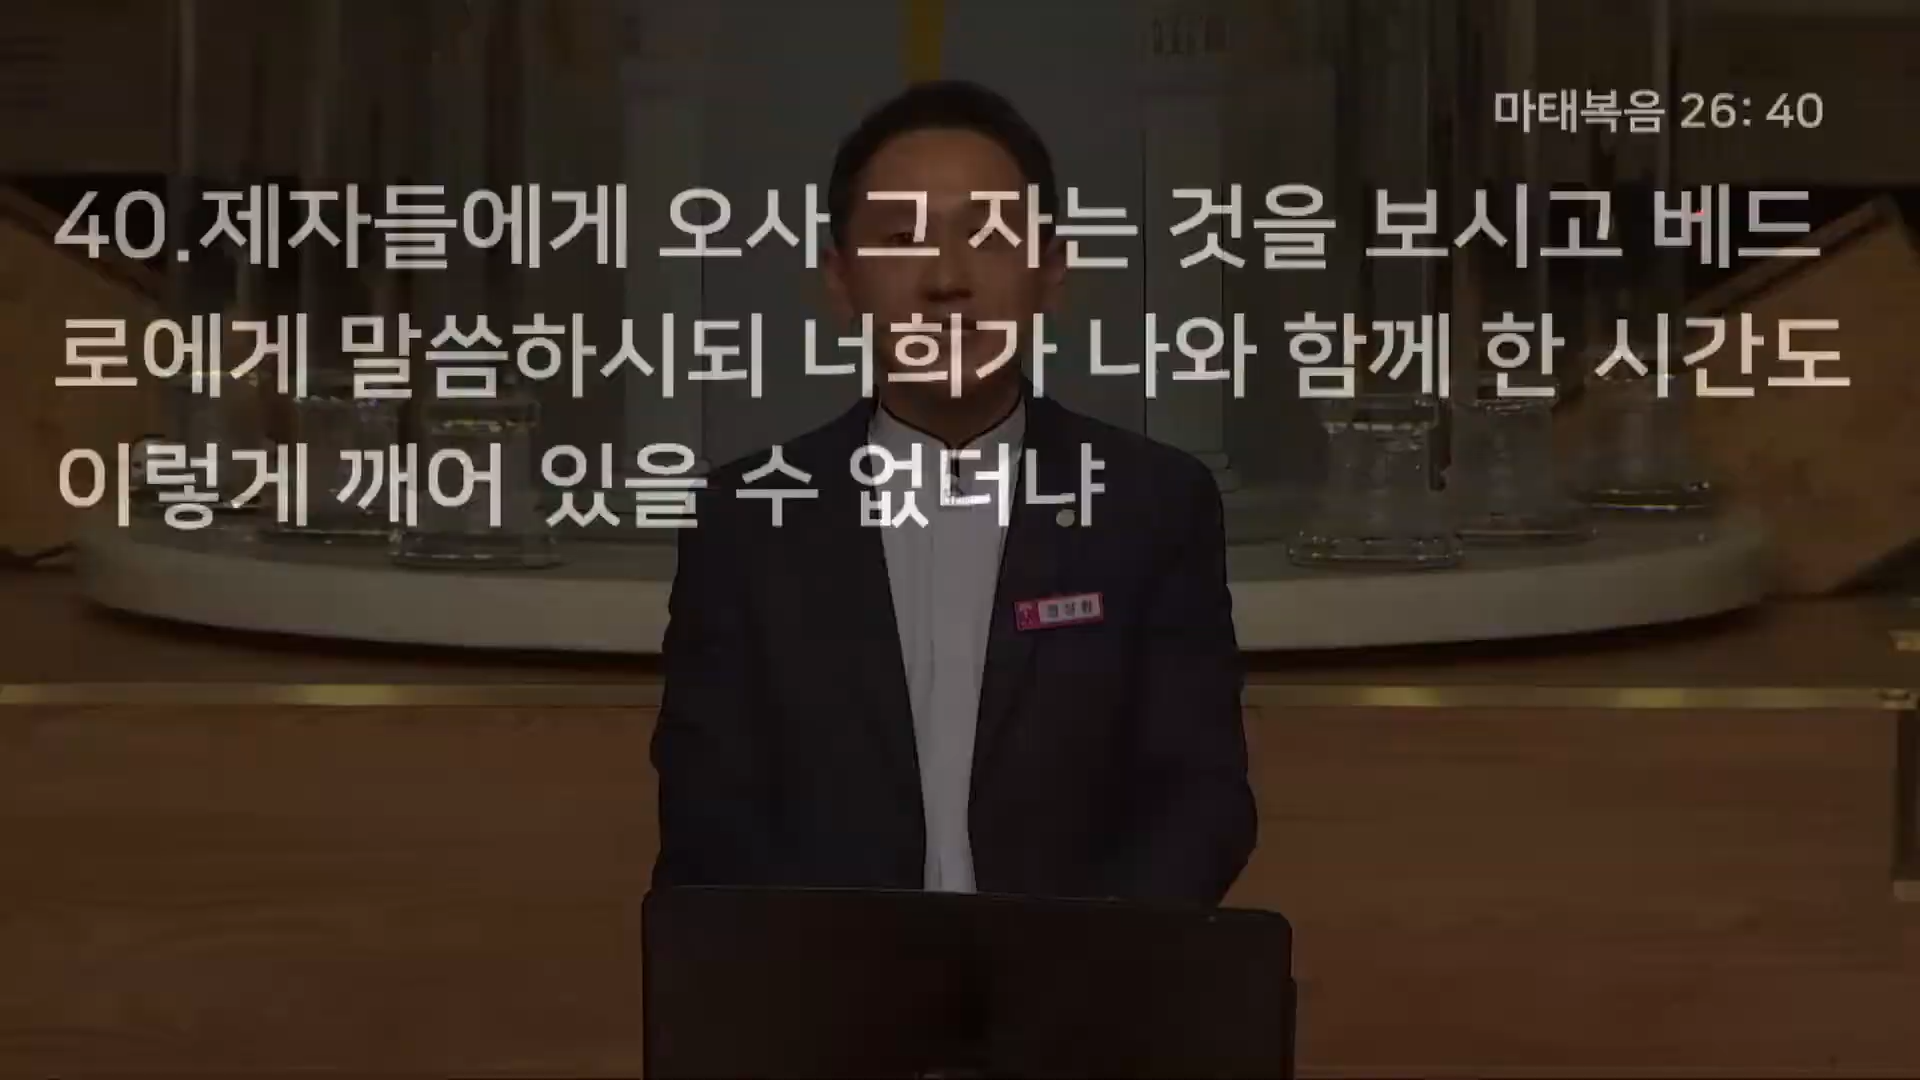 마태복음 26: 40
40.제자들에게 오사 그 자는 것을 보시고 베드
로에게 말씀하시되 너희가 나와 함께 한 시간도
이렇게 깨어 있을 수 없더냐